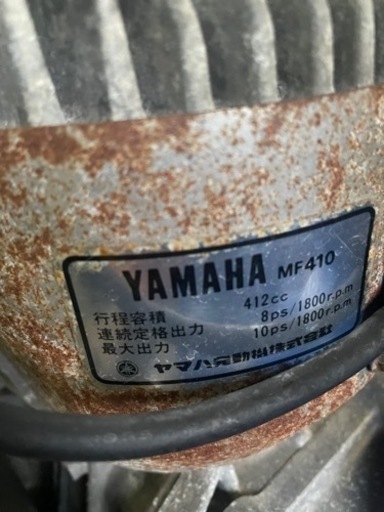 YAMAHA MF410
行程容積 412cc
連続定格出力 8ps/1800r.p.m
最大出力 10ps/1800r.p.m
ヤマハ発動機株式会社